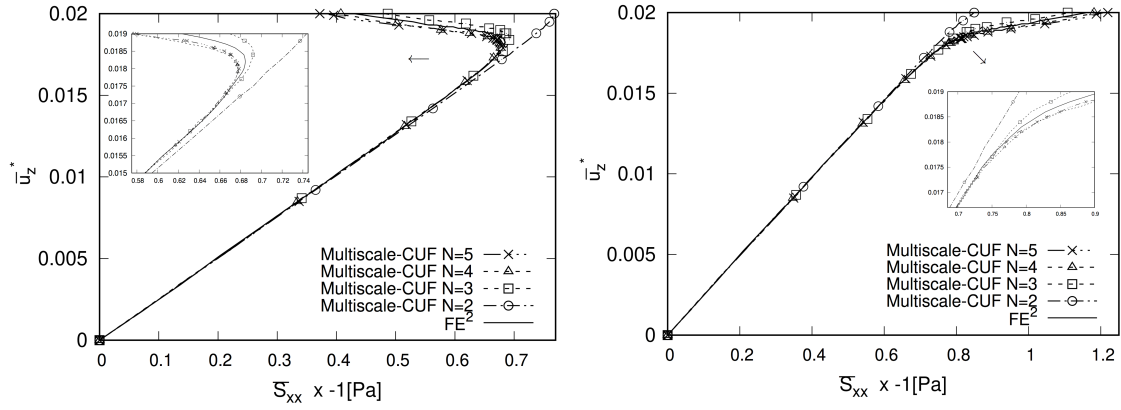 0.02
0.015
0.01
0.005
0
u̅z*
0 0.1 0.2 0.3 0.4 0.5 0.6 0.7
S̅xx x -1[Pa]
0.019
0.0185
0.018
0.0175
0.017
0.0165
0.016
0.0155
0.015
0.58 0.6 0.62 0.64 0.66 0.68 0.7 0.72 0.74
Multiscale-CUF N=5
Multiscale-CUF N=4
Multiscale-CUF N=3
Multiscale-CUF N=2
FE²
0.02
0.015
0.01
0.005
0
u̅z*
0 0.2 0.4 0.6 0.8 1 1.2
S̅xx x -1[Pa]
0.019
0.0185
0.018
0.0175
0.017
0.7 0.75 0.8 0.85 0.9
Multiscale-CUF N=5
Multiscale-CUF N=4
Multiscale-CUF N=3
Multiscale-CUF N=2
FE²